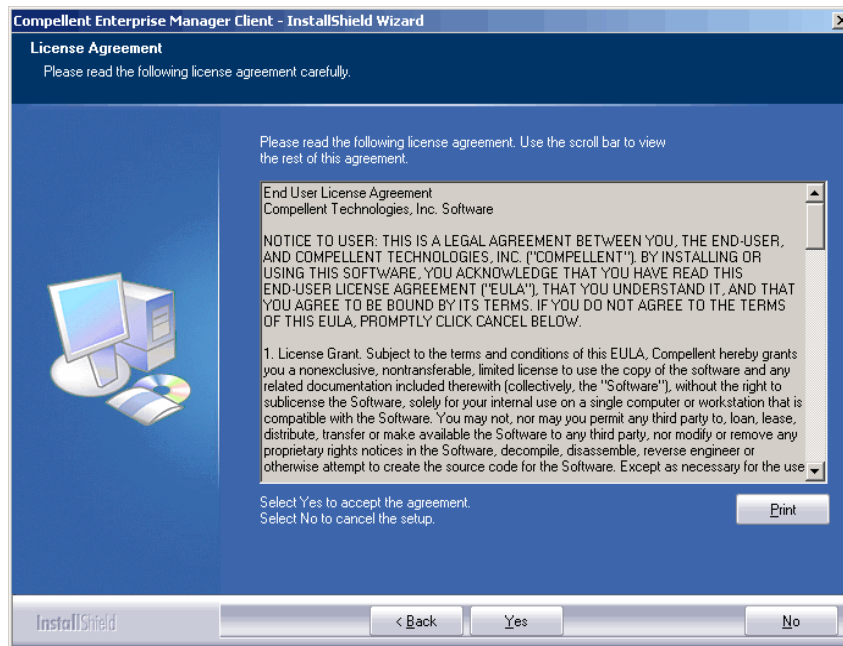 Compellent Enterprise Manager Client - InstallShield Wizard
License Agreement
Please read the following license agreement carefully.
Please read the following license agreement. Use the scroll bar to view
the rest of this agreement.
End User License Agreement
Compellent Technologies, Inc. Software
NOTICE TO USER: THIS IS A LEGAL AGREEMENT BETWEEN YOU, THE END-USER,
AND COMPELLENT TECHNOLOGIES, INC. ("COMPELLENT"). BY INSTALLING OR
USING THIS SOFTWARE, YOU ACKNOWLEDGE THAT YOU HAVE READ THIS
END-USER LICENSE AGREEMENT ("EULA"), THAT YOU UNDERSTAND IT, AND THAT
YOU AGREE TO BE BOUND BY ITS TERMS. IF YOU DO NOT AGREE TO THE TERMS
OF THIS EULA, PROMPTLY CLICK CANCEL BELOW.
1. License Grant. Subject to the terms and conditions of this EULA, Compellent hereby grants
you a nonexclusive, nontransferable, limited license to use the copy of the software and any
related documentation included therewith (collectively, the "Software"), without the right to
sublicense the Software, solely for your internal use on a single computer or workstation that is
compatible with the Software. You may not, nor may you permit any third party to, loan, lease,
distribute, transfer or make available the Software to any third party, nor modify or remove any
proprietary rights notices in the Software, decompile, disassemble, reverse engineer or
otherwise attempt to create the source code for the Software. Except as necessary for the use
Select Yes to accept the agreement.
Select No to cancel the setup.
Print
InstallShield
< Back
Yes
No